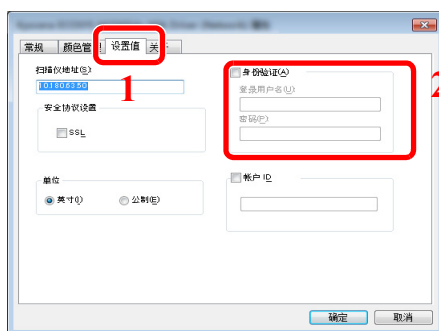 常规 颜色管理 设置值
扫描仪地址(S):
10.180.63.50
1
安全协议设置
SSL
身份验证(A)
登录用户名(U):
密码(P):
2
单位
英寸(I) 公制(E)
帐户 ID
确定 取消